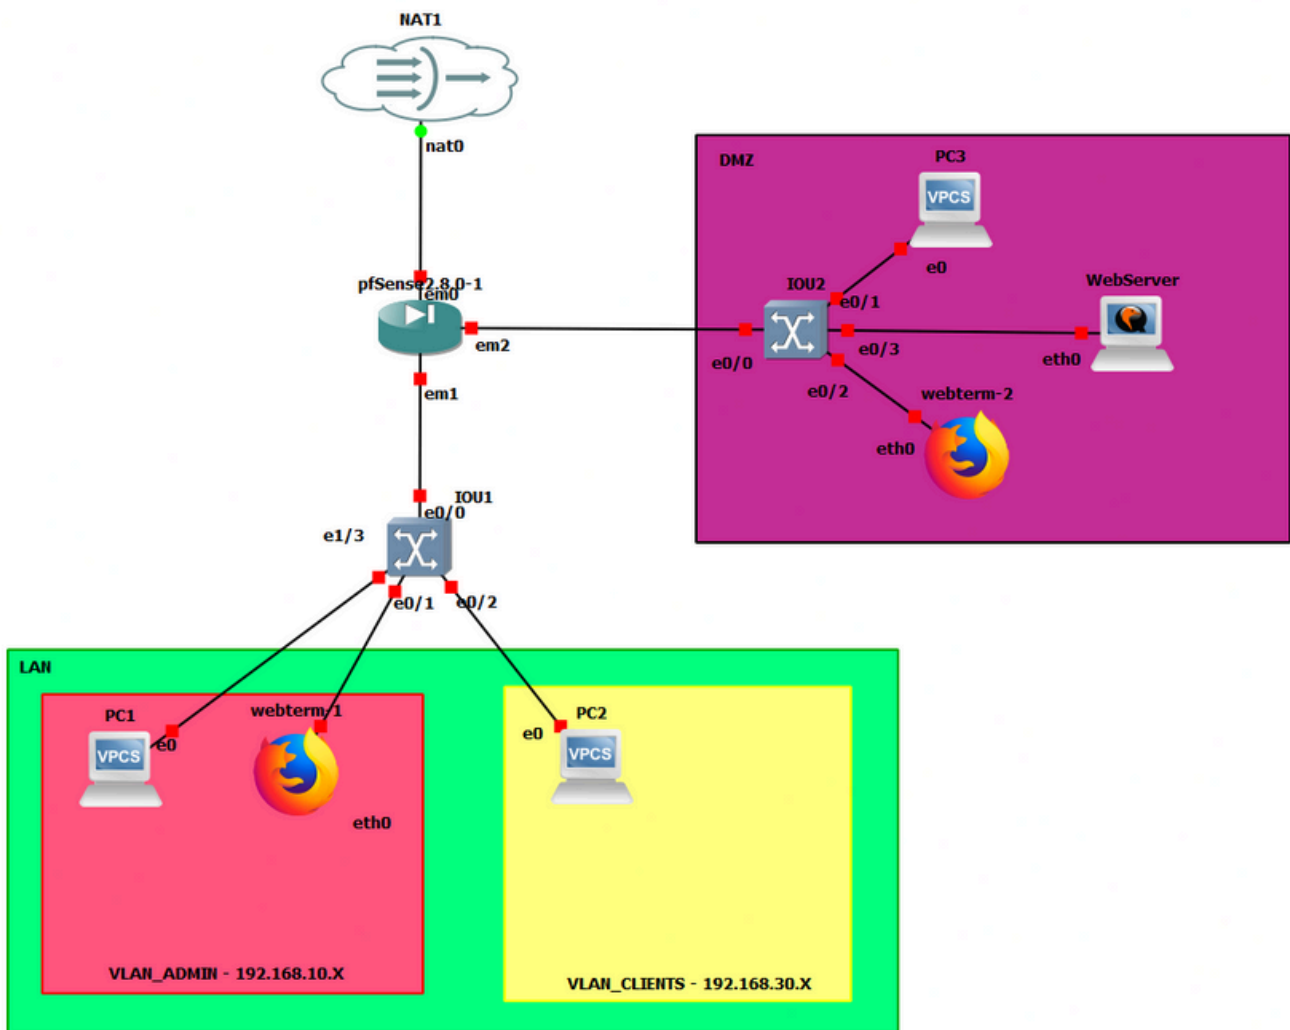 NAT1
nat0
DMZ
PC3
VPCS
e0
pfSense2.8.0-1
em0
IOU2
e0/1
WebServer
em2
e0/0
e0/3
eth0
em1
e0/2
webterm-2
eth0
IOU1
e0/0
e1/3
e0/1
e0/2
LAN
PC1
e0
VPCS
webterm-1
eth0
PC2
e0
VPCS
VLAN_ADMIN - 192.168.10.X
VLAN_CLIENTS - 192.168.30.X